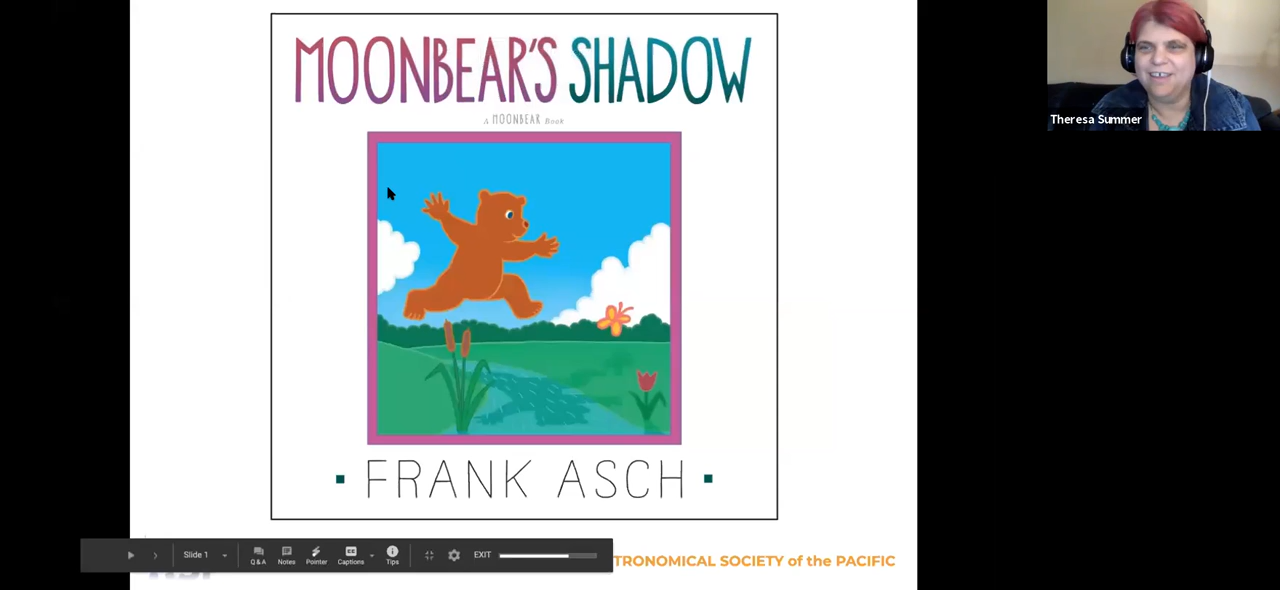 MOONBEAR'S SHADOW
A MOONBEAR Book
FRANK ASCH
Theresa Summer
Slide 1
Q & A
Notes
Pointer
Captions
Tips
EXIT
TRONOMICAL SOCIETY of the PACIFIC